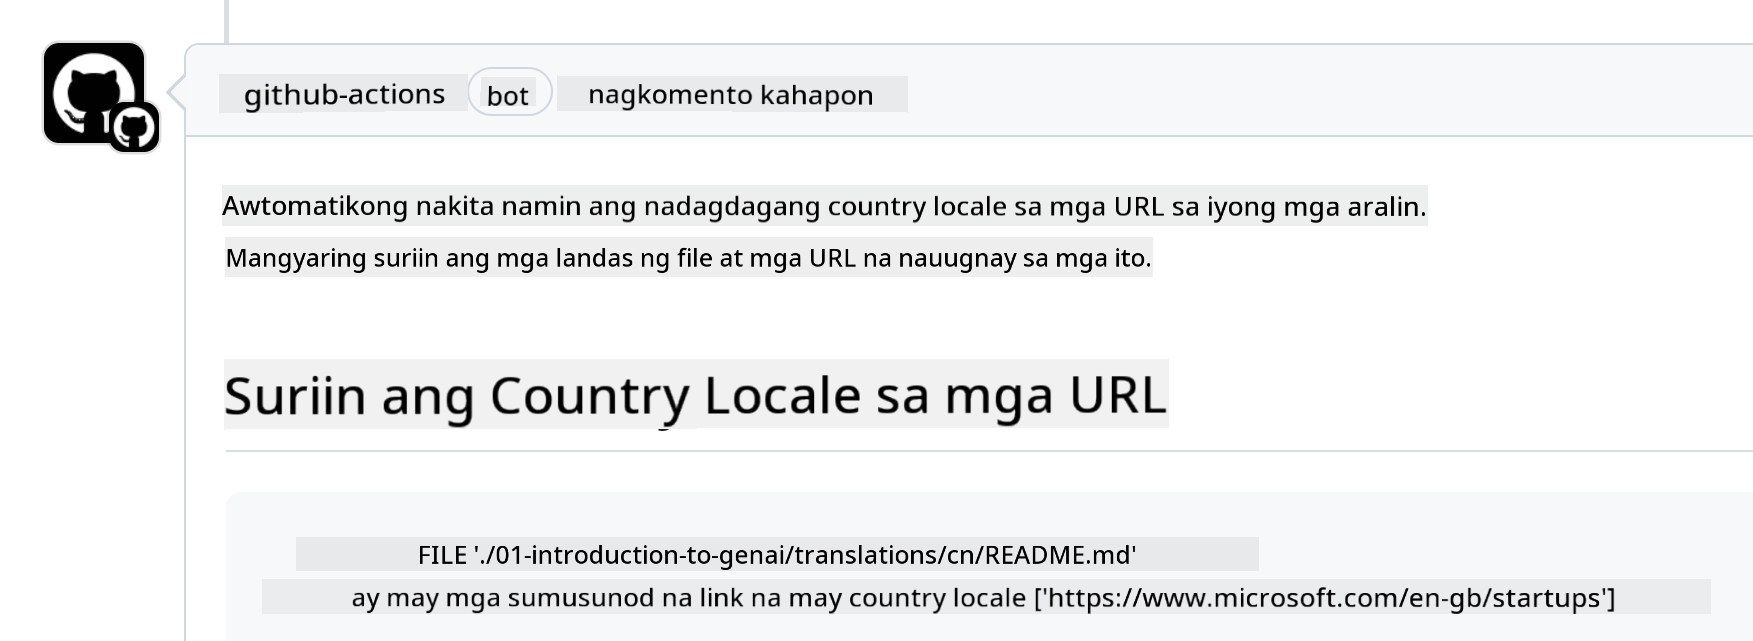 github-actions bot nagkomento kahapon
Awtomatikong nakita namin ang nadagdagang country locale sa mga URL sa iyong mga aralin.
Mangyaring suriin ang mga landas ng file at mga URL na nauugnay sa mga ito.
Suriin ang Country Locale sa mga URL
FILE './01-introduction-to-genai/translations/cn/README.md'
ay may mga sumusunod na link na may country locale ['https://www.microsoft.com/en-gb/startups']